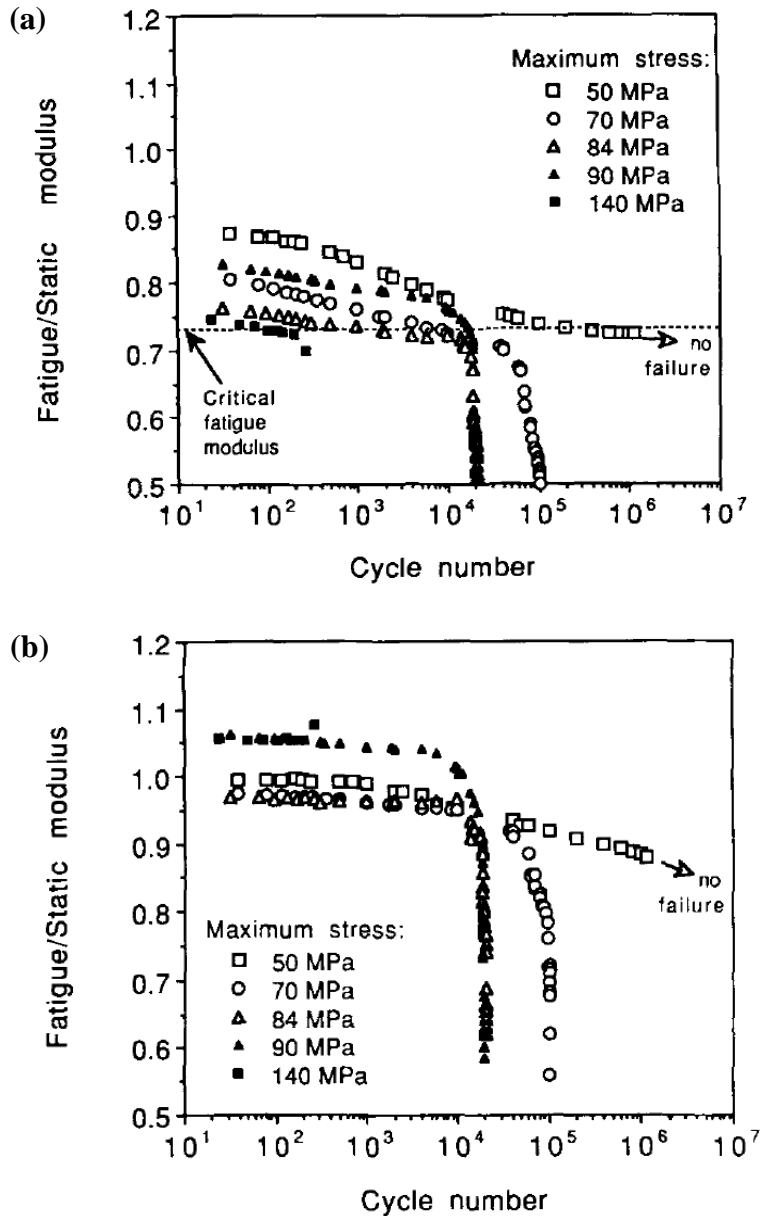 (a)
Fatigue/Static modulus
1.2
1.1
1.0
0.9
0.8
0.7
0.6
0.5
Maximum stress:
50 MPa
70 MPa
84 MPa
90 MPa
140 MPa
Critical
fatigue
modulus
no
failure
10¹ 10² 10³ 10⁴ 10⁵ 10⁶ 10⁷
Cycle number
(b)
Fatigue/Static modulus
1.2
1.1
1.0
0.9
0.8
0.7
0.6
0.5
no
failure
Maximum stress:
50 MPa
70 MPa
84 MPa
90 MPa
140 MPa
10¹ 10² 10³ 10⁴ 10⁵ 10⁶ 10⁷
Cycle number